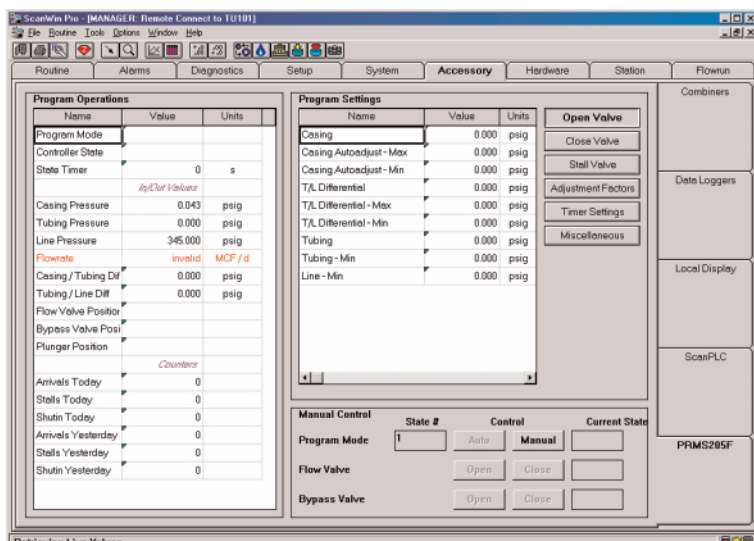 ScanWin Pro - [MANAGER: Remote Connect to TU101]
File Routine Tools Options Window Help
Routine Alarms Diagnostics Setup System Accessory Hardware Station Flowrun
Program Operations
Name Value Units
Program Mode
Controller State
State Timer 0 s
In/Out Values
Casing Pressure 0.043 psig
Tubing Pressure 0.000 psig
Line Pressure 345.000 psig
Flowrate invalid MCF / d
Casing / Tubing Dif 0.000 psig
Tubing / Line Diff 0.000 psig
Flow Valve Position
Bypass Valve Posi
Plunger Position
Counters
Arrivals Today 0
Stalls Today 0
Shutin Today 0
Arrivals Yesterday 0
Stalls Yesterday 0
Shutin Yesterday 0
Program Settings
Name Value Units
Casing 0.000 psig
Casing Autoadjust - Max 0.000 psig
Casing Autoadjust - Min 0.000 psig
T/L Differential 0.000 psig
T/L Differential - Max 0.000 psig
T/L Differential - Min 0.000 psig
Tubing 0.000 psig
Tubing - Min 0.000 psig
Line - Min 0.000 psig
Open Valve
Close Valve
Stall Valve
Adjustment Factors
Timer Settings
Miscellaneous
Manual Control
State # Control Current State
Program Mode 1 Auto Manual
Flow Valve Open Close
Bypass Valve Open Close
Combiners
Data Loggers
Local Display
ScanPLC
PRMS205F
Retrieving Live Values